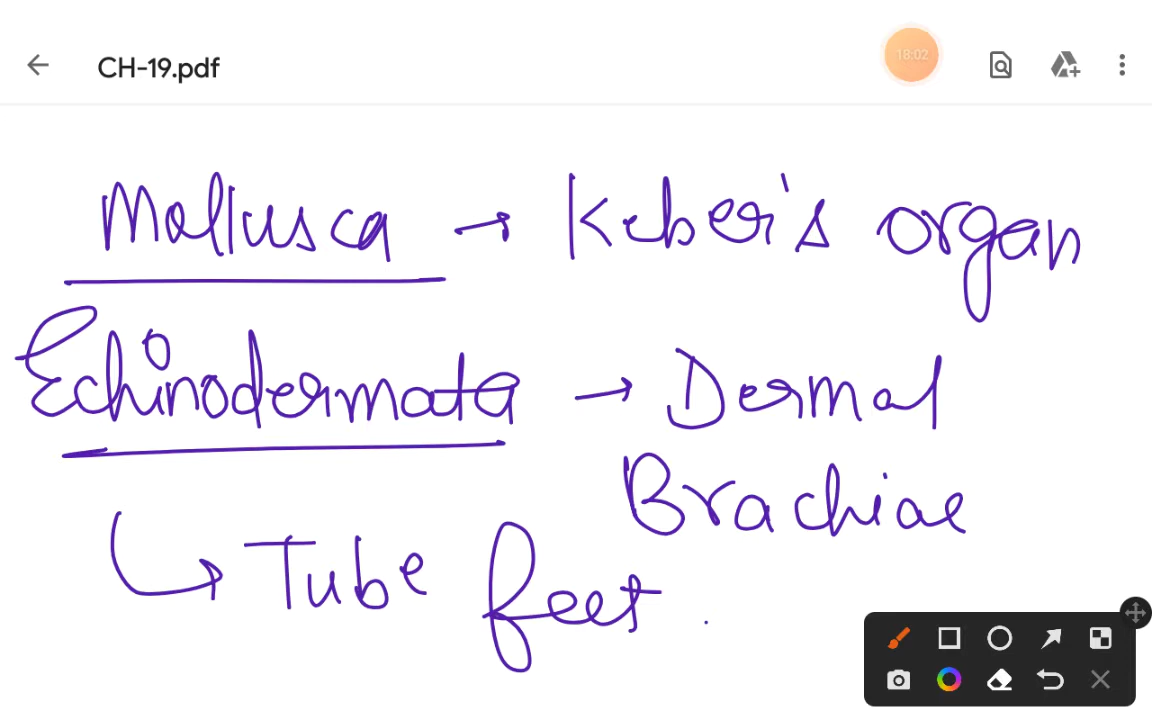 CH-19.pdf
18:02
Mollusca → Keber's organ
Echinodermata → Dermal
Brachiae
↳ Tube feet.